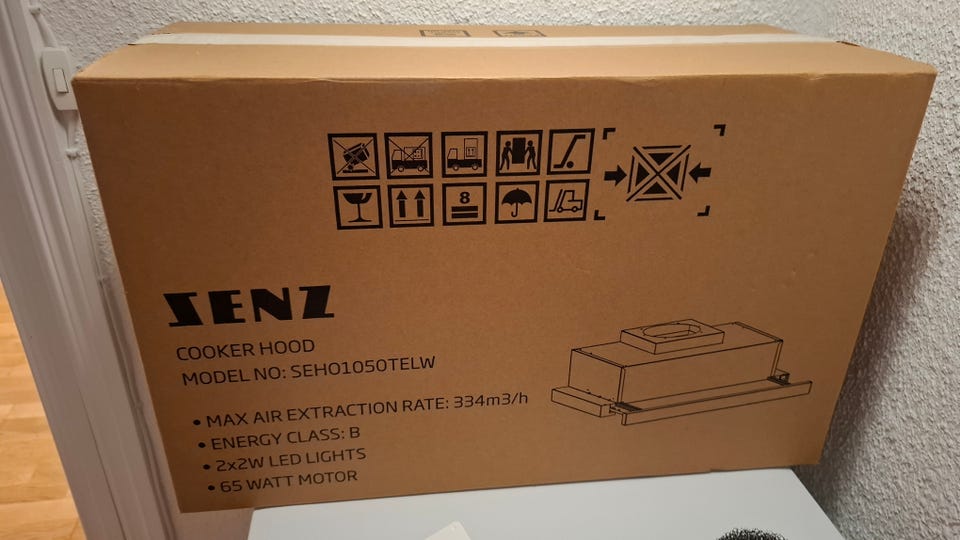 8
SENZ
COOKER HOOD
MODEL NO: SEHO1050TELW
• MAX AIR EXTRACTION RATE: 334m3/h
• ENERGY CLASS: B
• 2x2W LED LIGHTS
• 65 WATT MOTOR